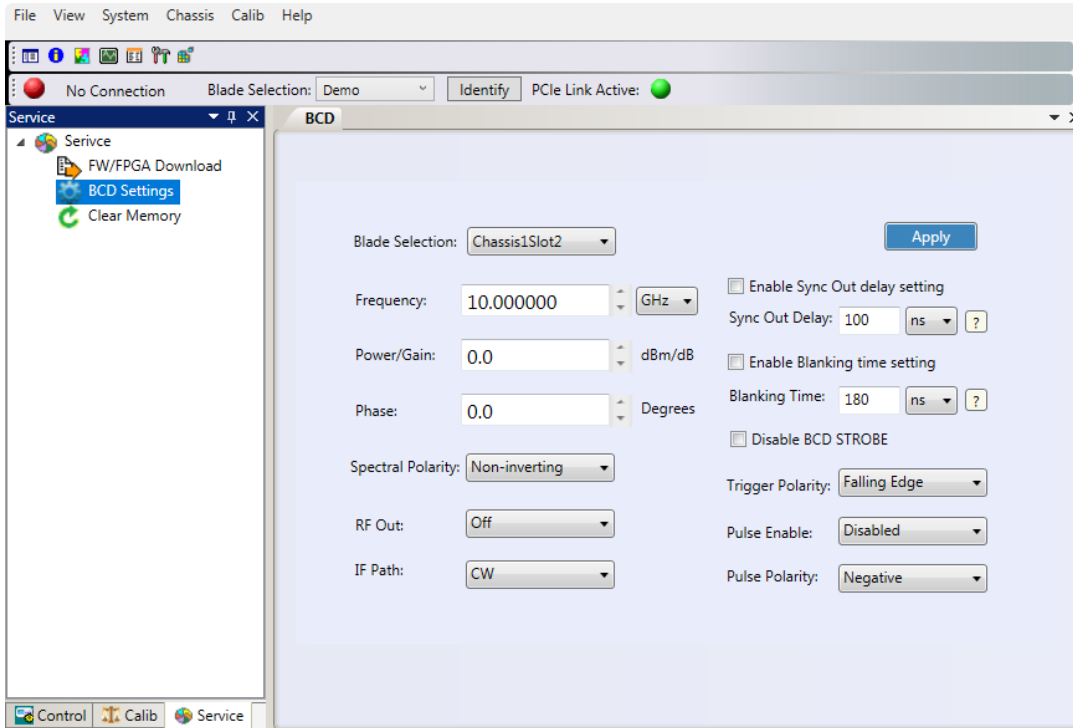 File View System Chassis Calib Help
No Connection Blade Selection: Demo Identify PCIe Link Active:
Service
Serivce
FW/FPGA Download
BCD Settings
Clear Memory
BCD
Blade Selection: Chassis1Slot2
Apply
Frequency: 10.000000 GHz
Power/Gain: 0.0 dBm/dB
Phase: 0.0 Degrees
Spectral Polarity: Non-inverting
RF Out: Off
IF Path: CW
Enable Sync Out delay setting
Sync Out Delay: 100 ns ?
Enable Blanking time setting
Blanking Time: 180 ns ?
Disable BCD STROBE
Trigger Polarity: Falling Edge
Pulse Enable: Disabled
Pulse Polarity: Negative
Control Calib Service